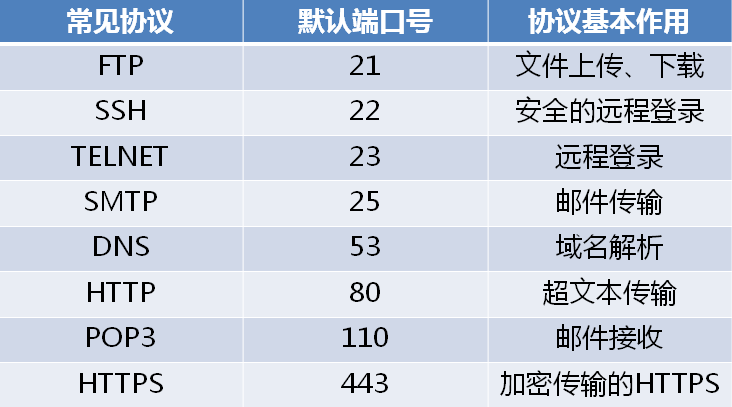 常见协议 默认端口号 协议基本作用
FTP 21 文件上传、下载
SSH 22 安全的远程登录
TELNET 23 远程登录
SMTP 25 邮件传输
DNS 53 域名解析
HTTP 80 超文本传输
POP3 110 邮件接收
HTTPS 443 加密传输的HTTPS